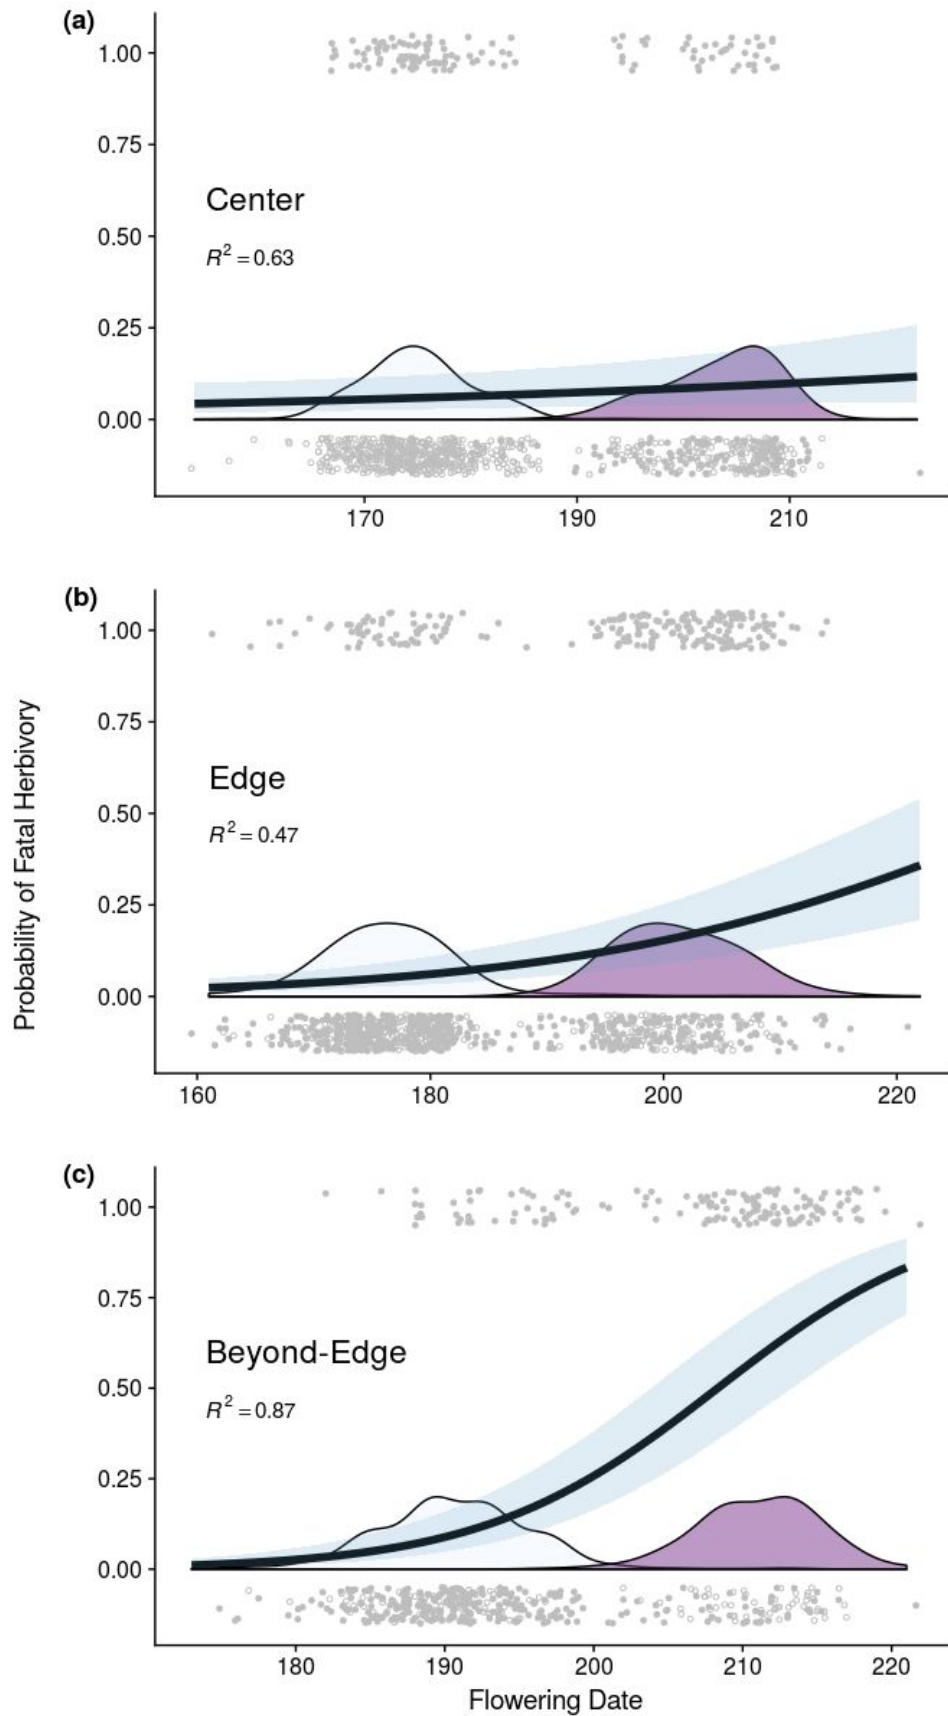 (a)
1.00
0.75
Center
0.50
R² = 0.63
0.25
0.00
170 190 210
(b)
1.00
0.75
Edge
0.50
R² = 0.47
0.25
0.00
160 180 200 220
Probability of Fatal Herbivory
(c)
1.00
0.75
Beyond-Edge
0.50
R² = 0.87
0.25
0.00
180 190 200 210 220
Flowering Date